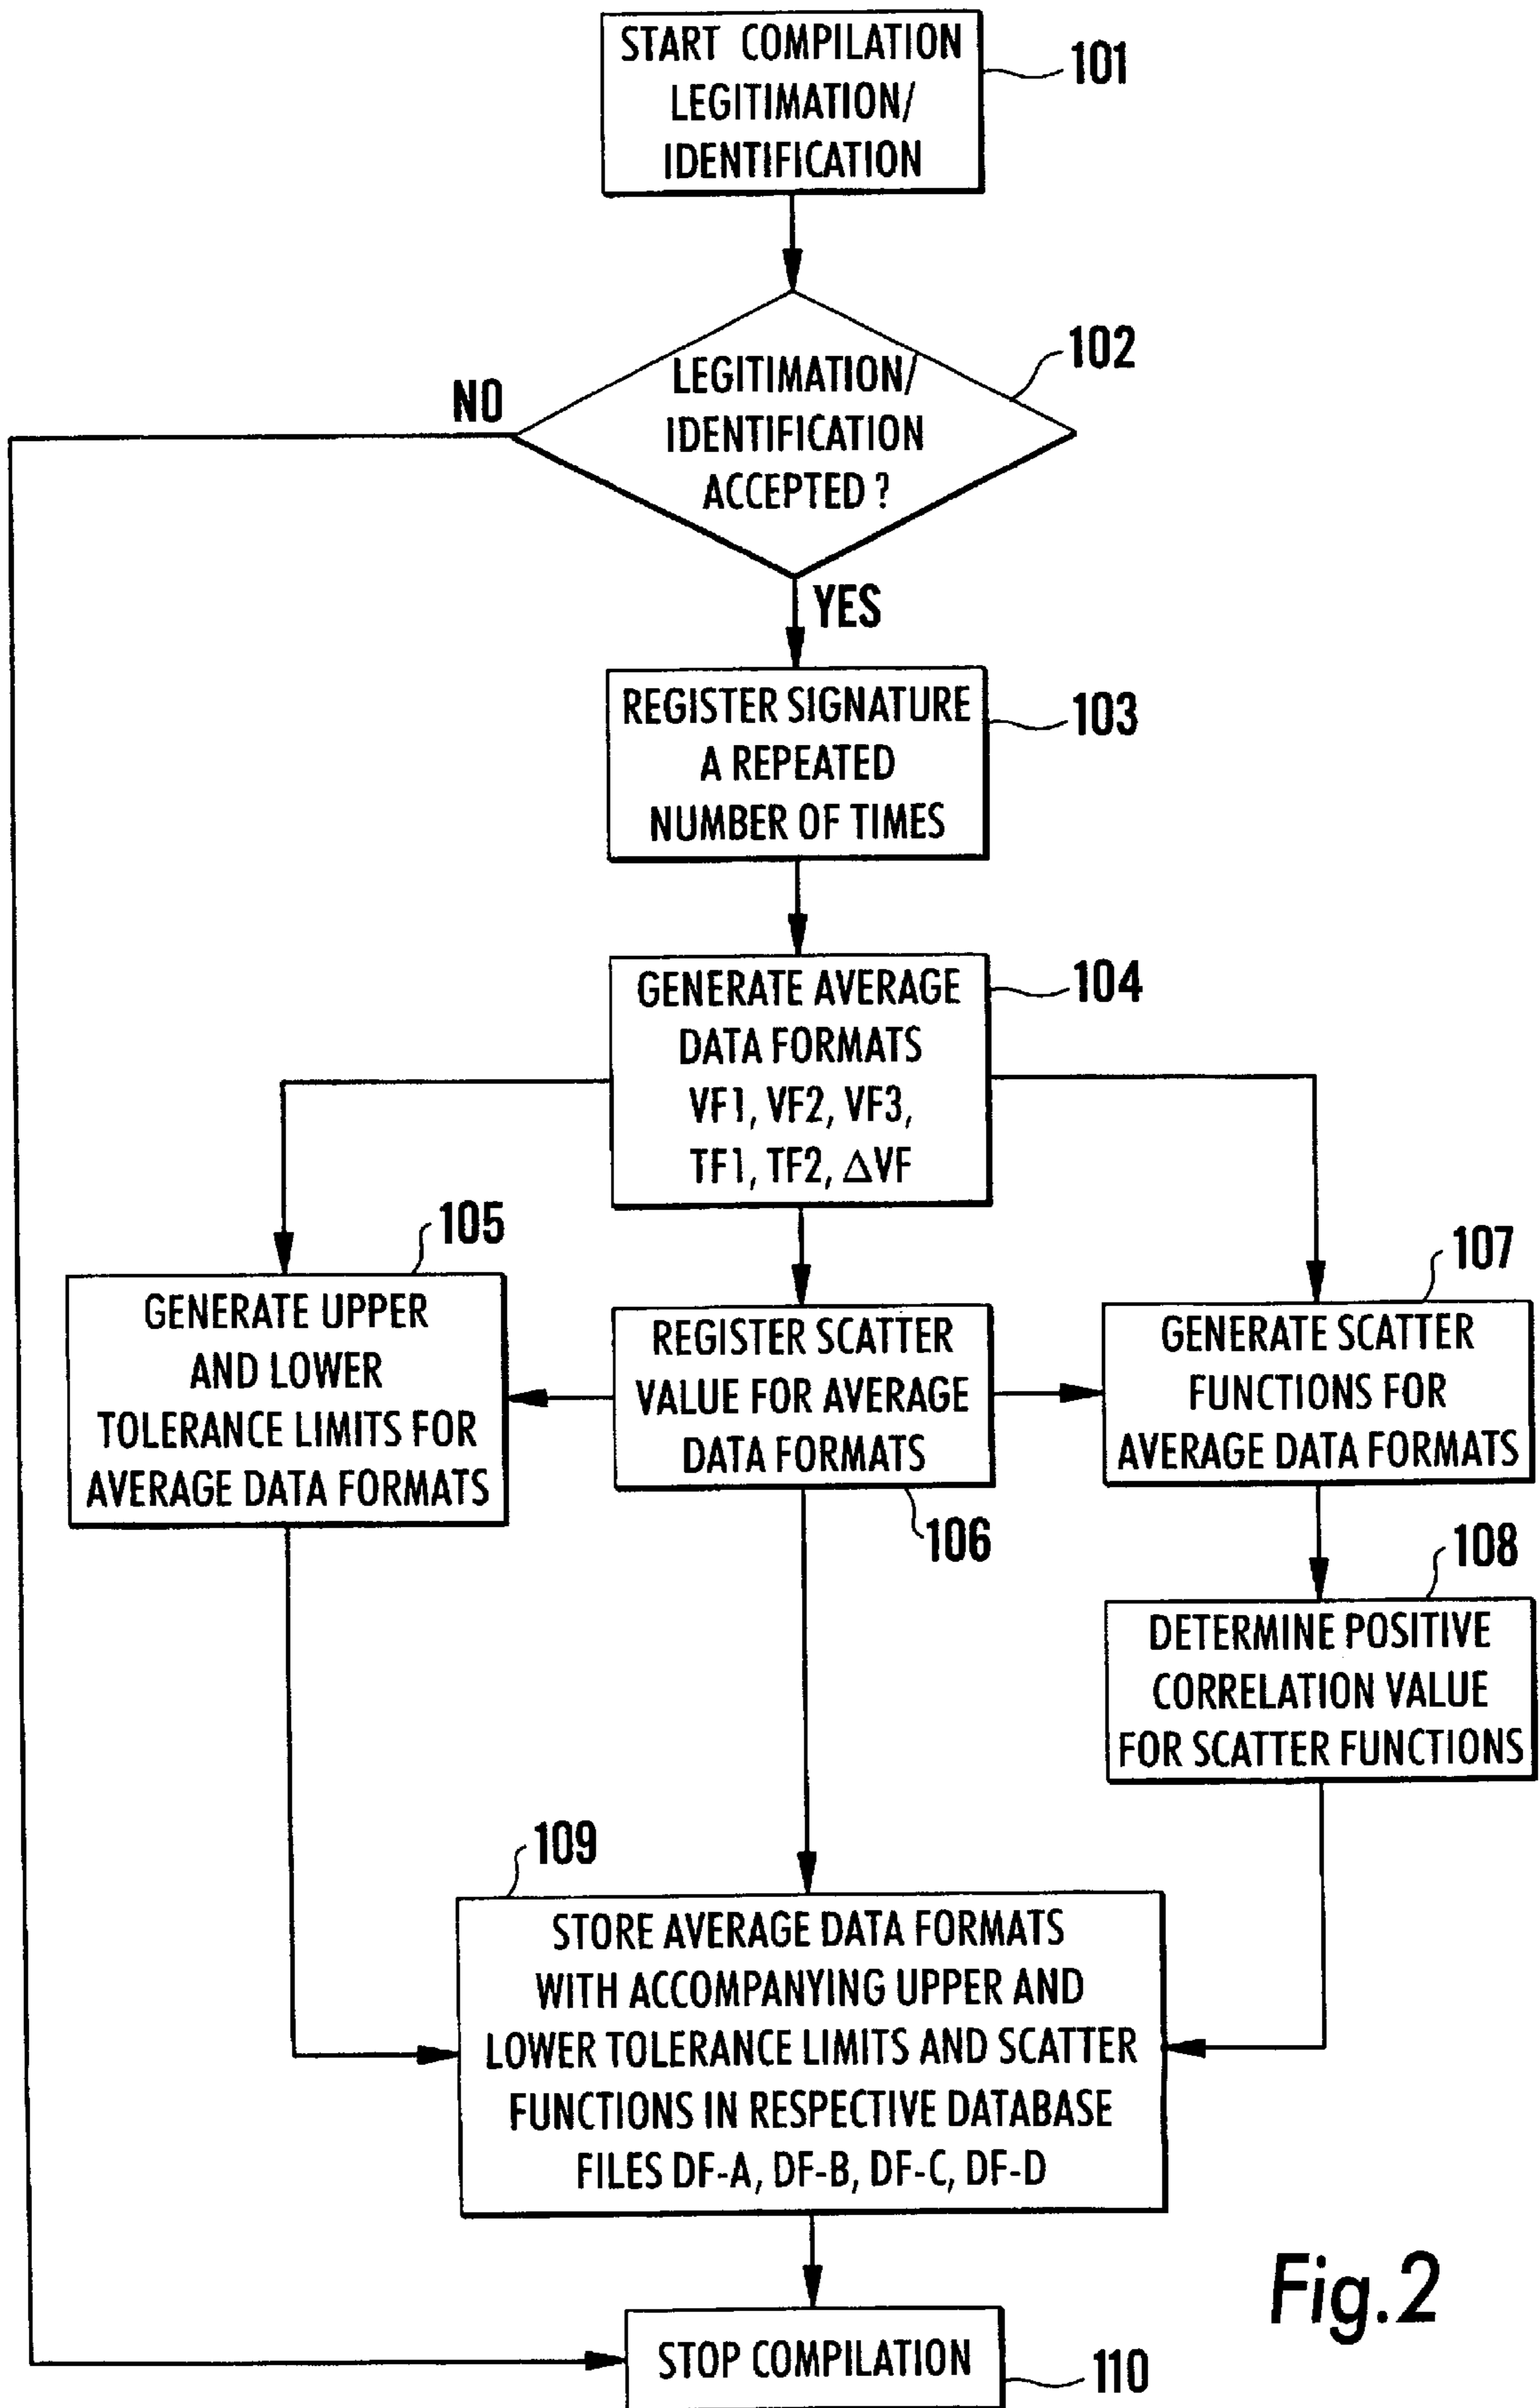 START COMPILATION
LEGITIMATION/
IDENTIFICATION
101
LEGITIMATION/
IDENTIFICATION
ACCEPTED ?
102
NO
YES
REGISTER SIGNATURE
A REPEATED
NUMBER OF TIMES
103
GENERATE AVERAGE
DATA FORMATS
VF1, VF2, VF3,
TF1, TF2, ΔVF
104
105
GENERATE UPPER
AND LOWER
TOLERANCE LIMITS FOR
AVERAGE DATA FORMATS
REGISTER SCATTER
VALUE FOR AVERAGE
DATA FORMATS
106
107
GENERATE SCATTER
FUNCTIONS FOR
AVERAGE DATA FORMATS
108
DETERMINE POSITIVE
CORRELATION VALUE
FOR SCATTER FUNCTIONS
109
STORE AVERAGE DATA FORMATS
WITH ACCOMPANYING UPPER AND
LOWER TOLERANCE LIMITS AND SCATTER
FUNCTIONS IN RESPECTIVE DATABASE
FILES DF-A, DF-B, DF-C, DF-D
STOP COMPILATION
110
Fig.2